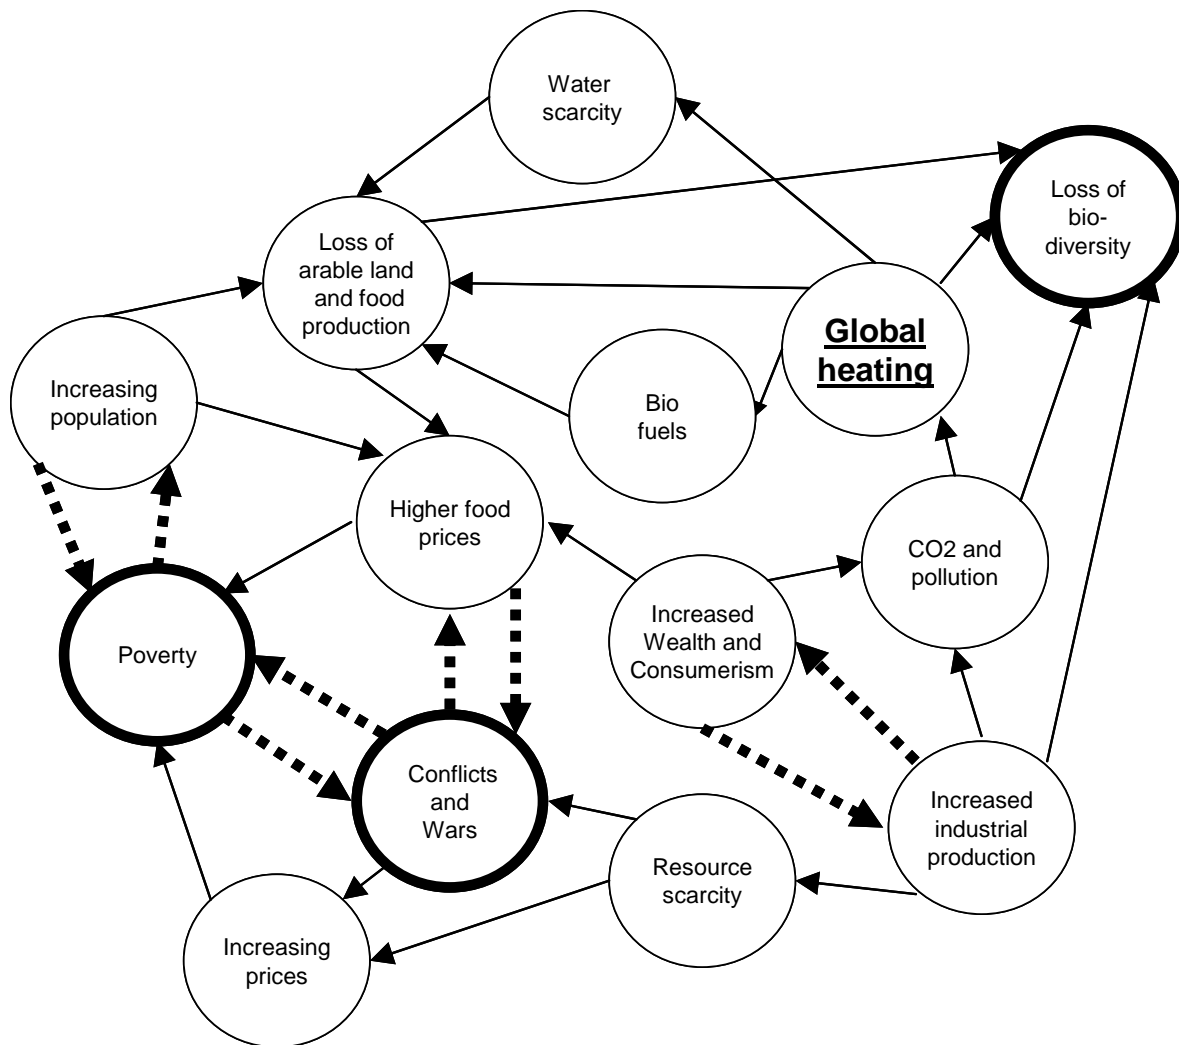 Water
scarcity
Loss of
bio-
diversity
Loss of
arable land
and food
production
Global
heating
Increasing
population
Bio
fuels
Higher food
prices
CO2 and
pollution
Increased
Wealth and
Consumerism
Poverty
Conflicts
and
Wars
Increased
industrial
production
Resource
scarcity
Increasing
prices